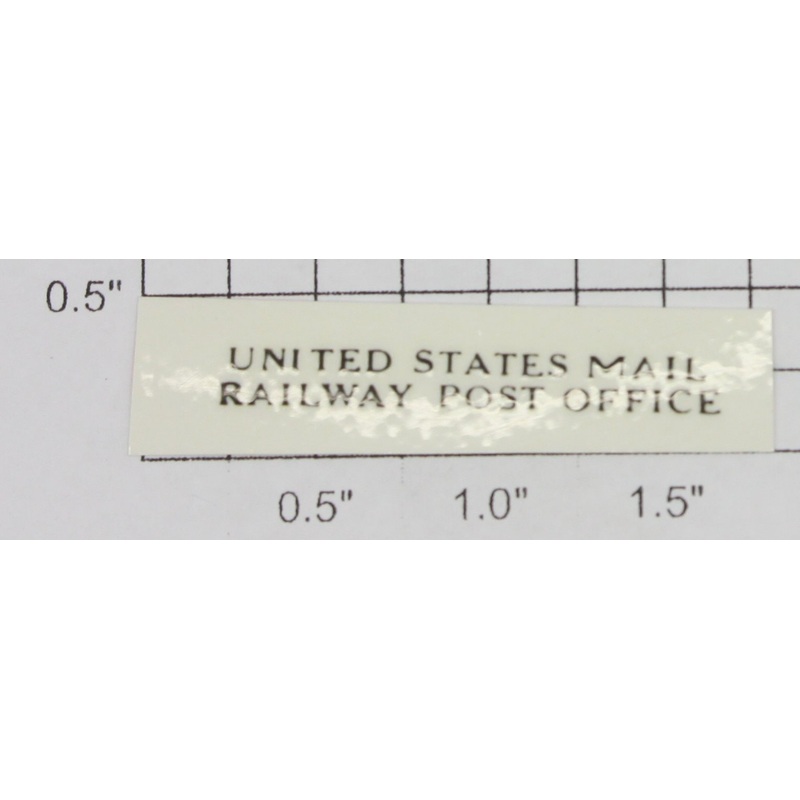 0.5"
UNITED STATES MAIL
RAILWAY POST OFFICE
0.5" 1.0" 1.5"